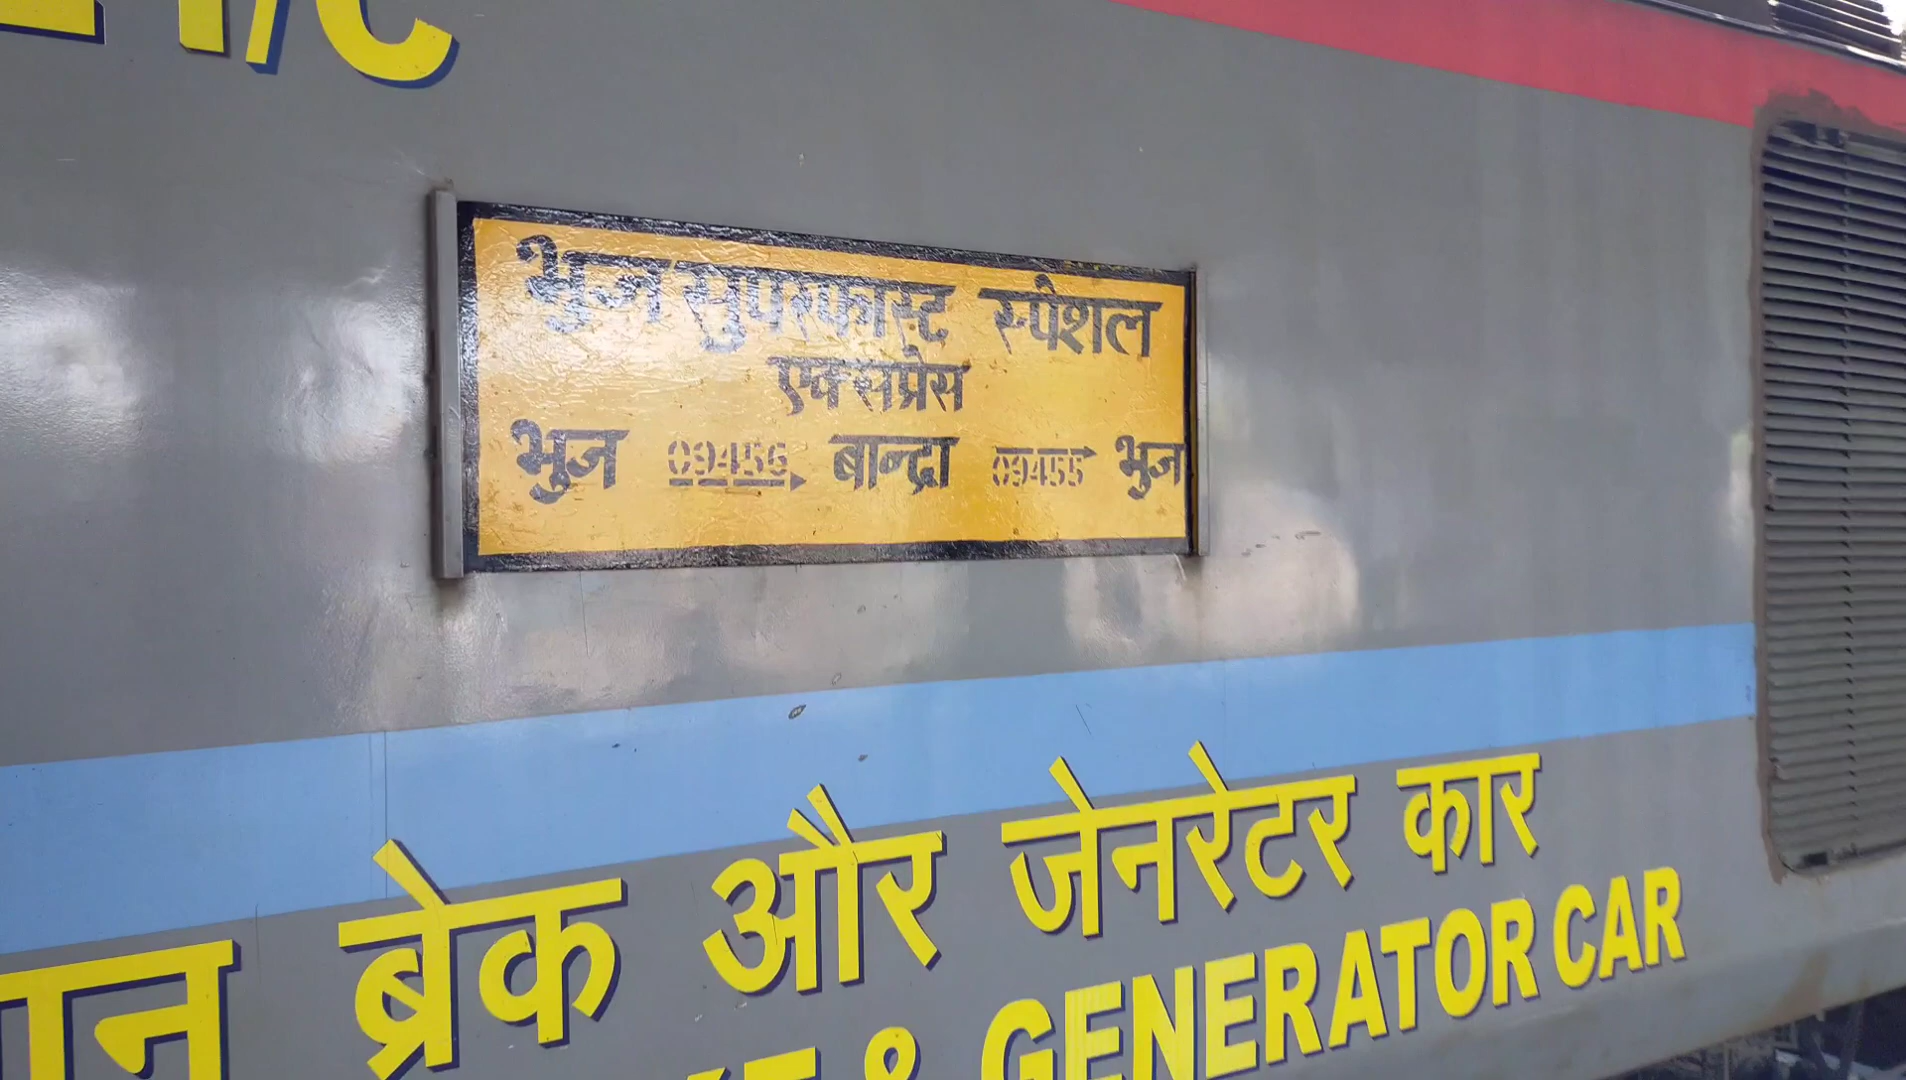 भुज सुपरफास्ट स्पेशल
एक्सप्रेस
भुज 09456 बान्द्रा 09455 भुज
ब्रेक और जेनरेटर कार
& GENERATOR CAR